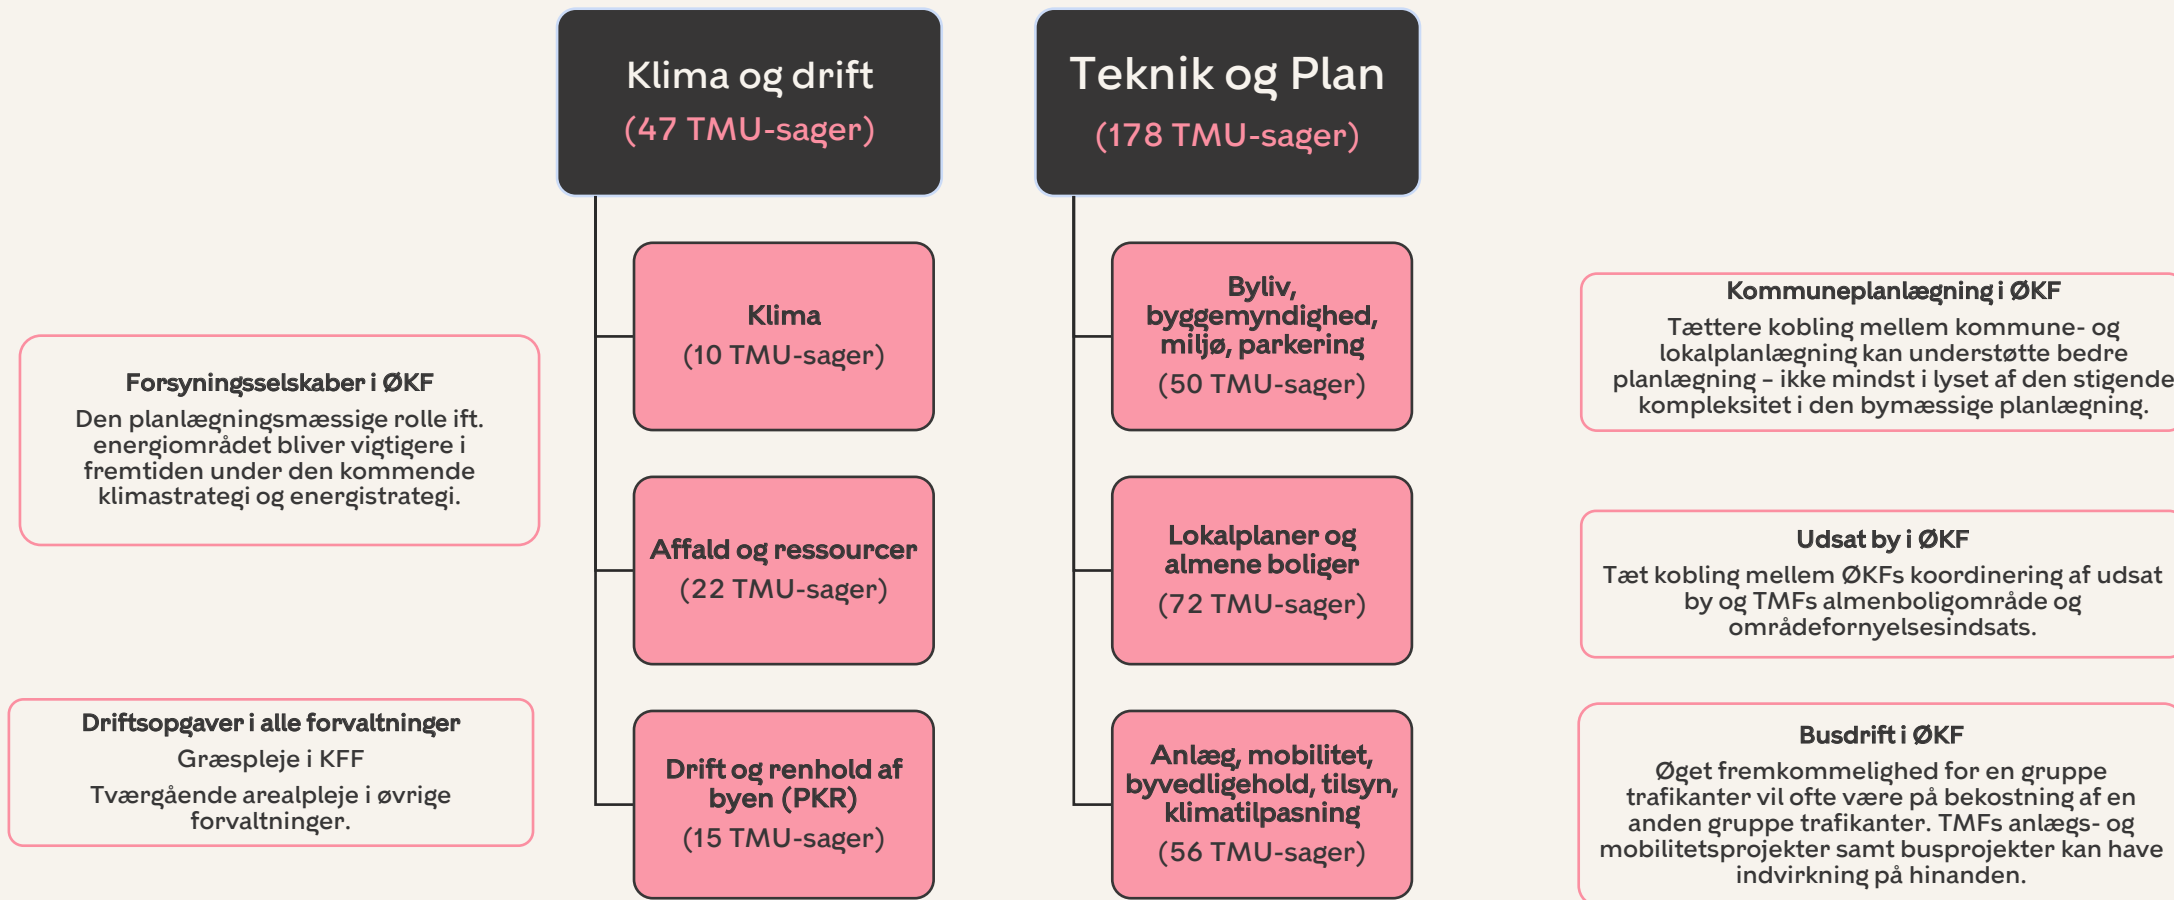 Klima og drift
(47 TMU-sager)
Teknik og Plan
(178 TMU-sager)
Forsyningsselskaber i ØKF
Den planlægningsmæssige rolle ift.
energiområdet bliver vigtigere i
fremtiden under den kommende
klimastrategi og energistrategi.
Driftsopgaver i alle forvaltninger
Græspleje i KFF
Tværgående arealpleje i øvrige
forvaltninger.
Klima
(10 TMU-sager)
Affald og ressourcer
(22 TMU-sager)
Drift og renhold af
byen (PKR)
(15 TMU-sager)
Byliv,
byggemyndighed,
miljø, parkering
(50 TMU-sager)
Lokalplaner og
almene boliger
(72 TMU-sager)
Anlæg, mobilitet,
byvedligehold, tilsyn,
klimatilpasning
(56 TMU-sager)
Kommuneplanlægning i ØKF
Tættere kobling mellem kommune- og
lokalplanlægning kan understøtte bedre
planlægning – ikke mindst i lyset af den stigende
kompleksitet i den bymæssige planlægning.
Udsat by i ØKF
Tæt kobling mellem ØKFs koordinering af udsat
by og TMFs almenboligområde og
områdefornyelsesindsats.
Busdrift i ØKF
Øget fremkommelighed for en gruppe
trafikanter vil ofte være på bekostning af en
anden gruppe trafikanter. TMFs anlægs- og
mobilitetsprojekter samt busprojekter kan have
indvirkning på hinanden.